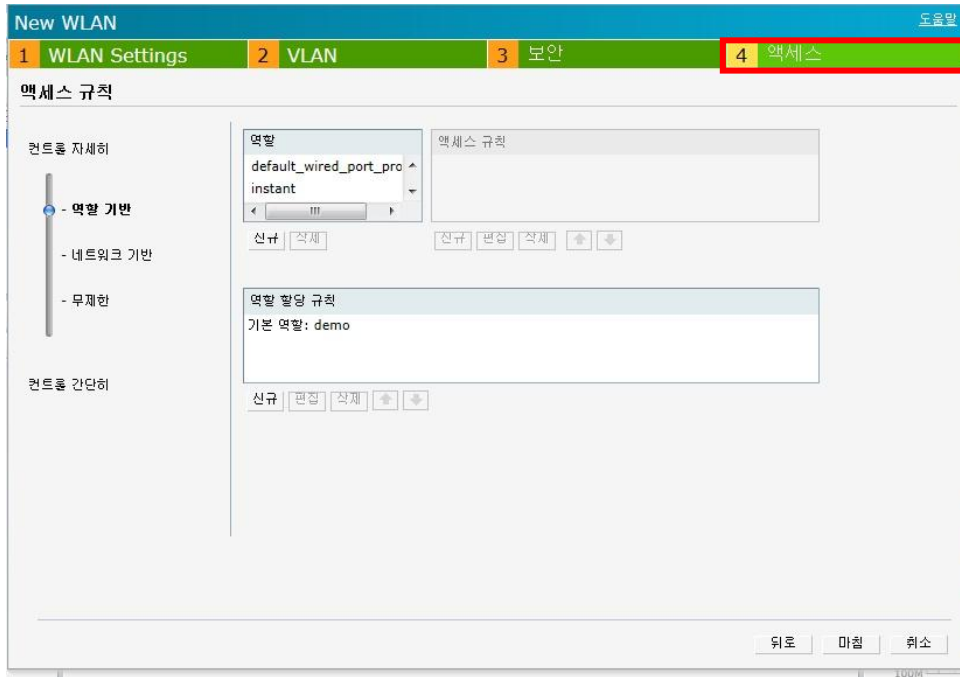 New WLAN 도움말
1 WLAN Settings 2 VLAN 3 보안 4 액세스
액세스 규칙
컨트롤 자세히
- 역할 기반
- 네트워크 기반
- 무제한
컨트롤 간단히
역할
default_wired_port_pro
instant
신규 삭제
액세스 규칙
신규 편집 삭제
역할 할당 규칙
기본 역할: demo
신규 편집 삭제
뒤로 마침 취소
100M